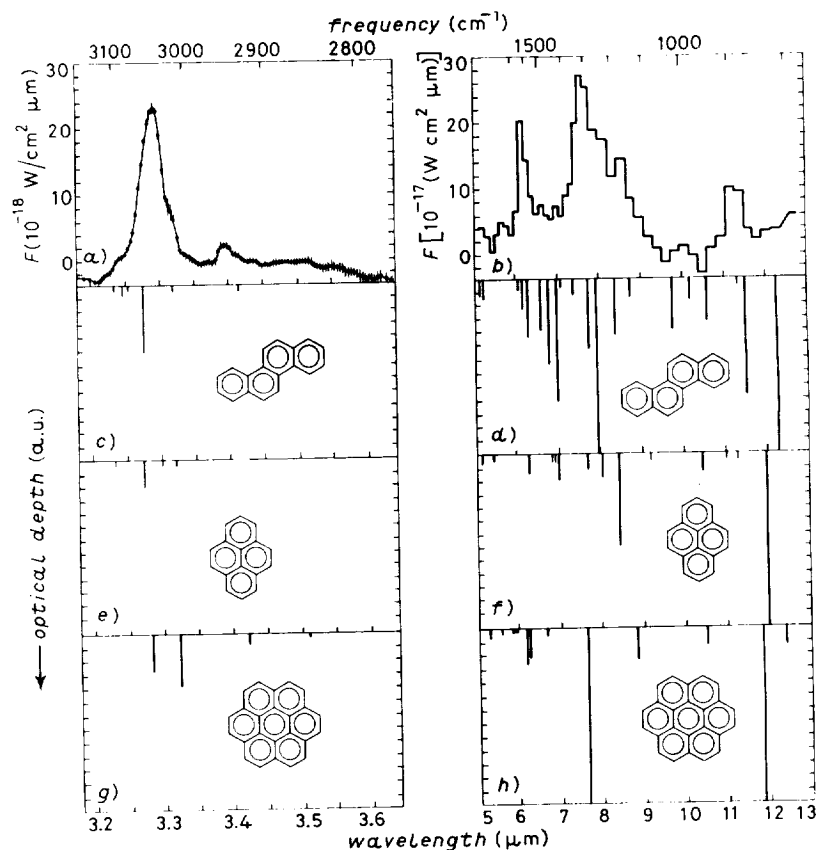 frequency (cm⁻¹)
3100 3000 2900 2800
1500 1000
30
20
10
0
F(10⁻¹⁸ W/cm² μm)
a)
30
20
10
0
F[10⁻¹⁷(W cm² μm)]
b)
c)
d)
e)
f)
g)
h)
←optical depth (a.u.)
3.2 3.3 3.4 3.5 3.6
5 6 7 8 9 10 11 12 13
wavelength (μm)